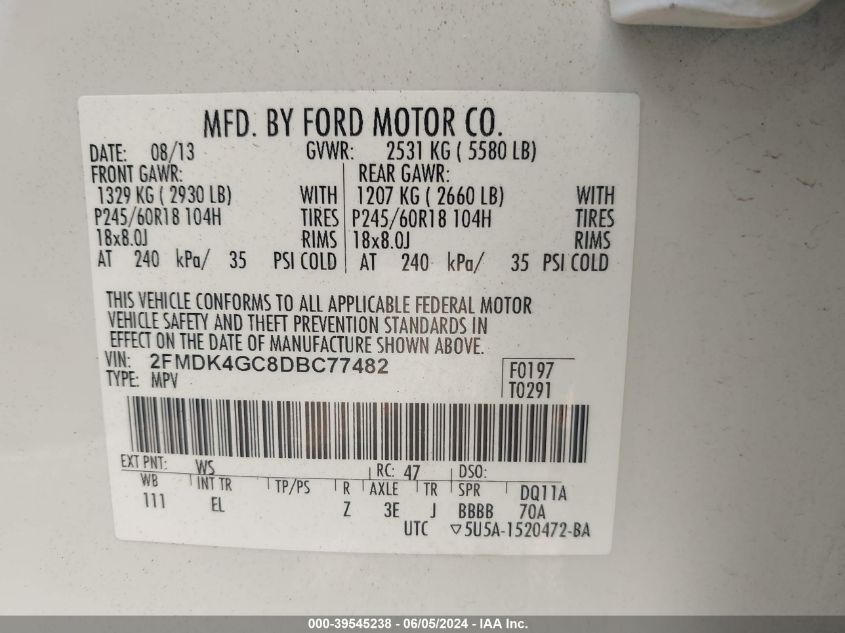 MFD. BY FORD MOTOR CO.
DATE: 08/13 GVWR: 2531 KG ( 5580 LB)
FRONT GAWR: REAR GAWR:
1329 KG ( 2930 LB) WITH 1207 KG ( 2660 LB) WITH
P245/60R18 104H TIRES P245/60R18 104H TIRES
18x8.0J RIMS 18x8.0J RIMS
AT 240 kPa/ 35 PSI COLD AT 240 kPa/ 35 PSI COLD
THIS VEHICLE CONFORMS TO ALL APPLICABLE FEDERAL MOTOR
VEHICLE SAFETY AND THEFT PREVENTION STANDARDS IN
EFFECT ON THE DATE OF MANUFACTURE SHOWN ABOVE.
VIN: 2FMDK4GC8DBC77482 F0197
TYPE: MPV T0291
EXT PNT: WS RC: 47 DSO:
WB INT TR TP/PS R AXLE TR SPR DQ11A
111 EL Z 3E J BBBB 70A
UTC ▽5U5A-1520472-BA
000-39545238 - 06/05/2024 - IAA Inc.